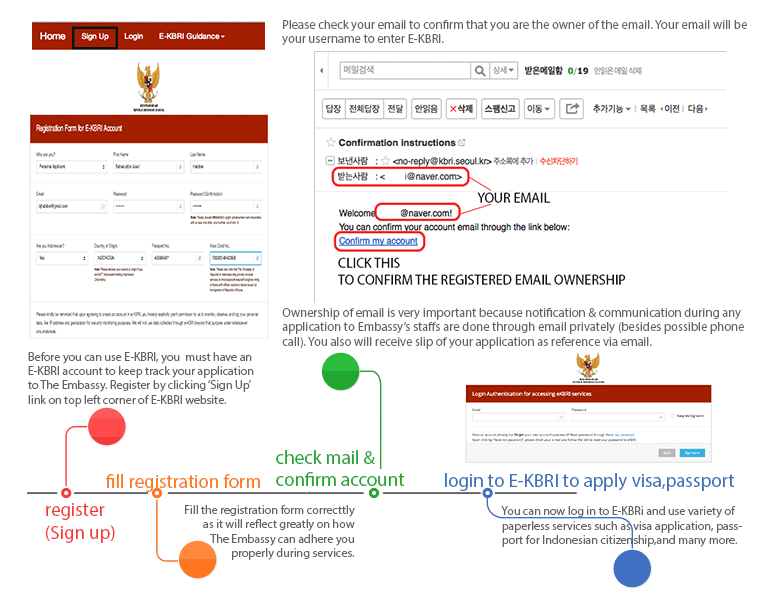 Home
Sign Up
Login
E-KBRI Guidance
Registration Form for E-KBRI Account
Who are you?
First Name
Last Name
Personal Applicant
Email
Password
Password Confirmation
Are you Indonesian?
Country of Origin
Passport No.
Alien Card No.
Yes
INDONESIA
Before you can use E-KBRI, you must have an
E-KBRI account to keep track your application
to The Embassy. Register by clicking 'Sign Up'
link on top left corner of E-KBRI website.
Please check your email to confirm that you are the owner of the email. Your email will be
your username to enter E-KBRI.
메일검색
상세
받은메일함 0/19 안읽은메일삭제
답장 전체답장 전달 안읽음 ×삭제 스팸신고 이동 추가기능 목록 이전 다음
Confirmation instructions
보낸사람 : <no-reply@kbri.seoul.kr> 주소록에 추가 | 수신차단하기
받는사람 : < i@naver.com>
YOUR EMAIL
Welcome @naver.com!
You can confirm your account email through the link below:
Confirm my account
CLICK THIS
TO CONFIRM THE REGISTERED EMAIL OWNERSHIP
Ownership of email is very important because notification & communication during any
application to Embassy's staffs are done through email privately (besides possible phone
call). You also will receive slip of your application as reference via email.
Login Authentication for accessing eKBRI services
Email
Password
register
(Sign up)
fill registration form
Fill the registration form correcttly
as it will reflect greatly on how
The Embassy can adhere you
properly during services.
check mail &
confirm account
login to E-KBRI to apply visa,passport
You can now log in to E-KBRi and use variety of
paperless services such as visa application, pass-
port for Indonesian citizenship,and many more.